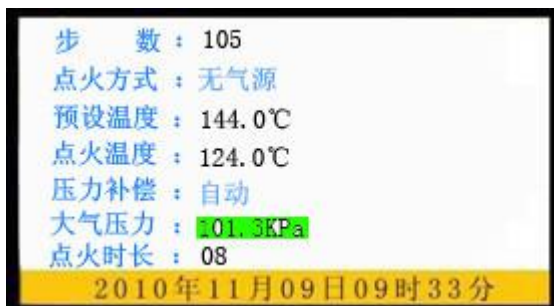 步 数：105
点火方式：无气源
预设温度：144.0℃
点火温度：124.0℃
压力补偿：自动
大气压力：101.3KPa
点火时长：08
2010年11月09日09时33分